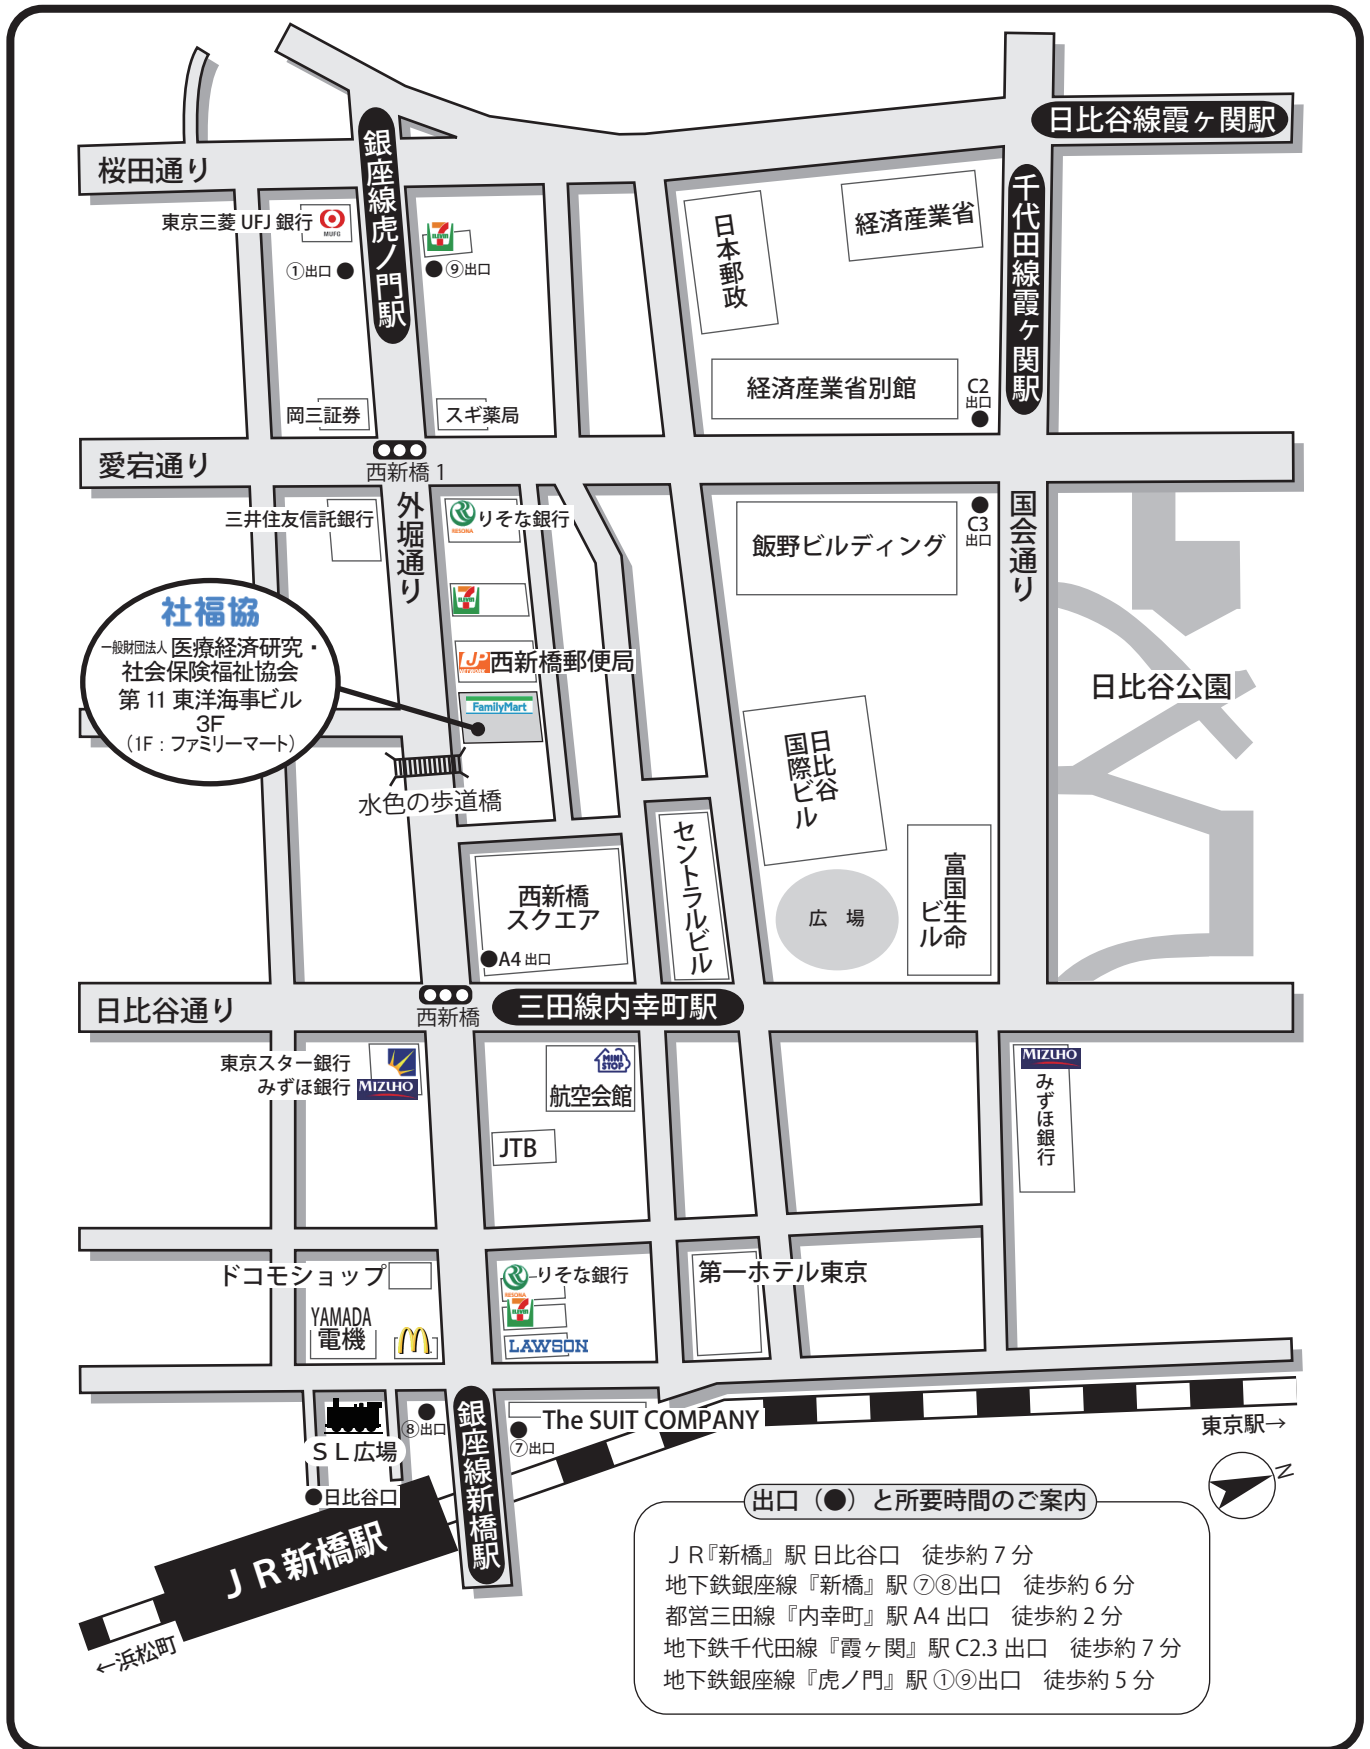 日比谷線霞ヶ関駅
桜田通り
銀座線虎ノ門駅
千代田線霞ヶ関駅
東京三菱 UFJ 銀行
MUFG
①出口
⑨出口
日本郵政
経済産業省
経済産業省別館
C2
出口
岡三証券
スギ薬局
愛宕通り
西新橋 1
三井住友信託銀行
外堀通り
RESONA
りそな銀行
飯野ビルディング
C3
出口
国会通り
社福協
一般財団法人 医療経済研究・
社会保険福祉協会
第 11 東洋海事ビル
3F
(1F : ファミリーマート)
JP
西新橋郵便局
FamilyMart
日比谷公園
日比谷
国際ビル
水色の歩道橋
西新橋
スクエア
A4 出口
セントラルビル
広 場
富国生命
ビル
日比谷通り
西新橋
三田線内幸町駅
東京スター銀行
みずほ銀行
MIZUHO
MINI
STOP
航空会館
JTB
MIZUHO
みずほ銀行
ドコモショップ
YAMADA
電機
RESONA
りそな銀行
LAWSON
第一ホテル東京
SL広場
⑧出口
銀座線新橋駅
The SUIT COMPANY
⑦出口
東京駅→
N
日比谷口
JR新橋駅
←浜松町
出口（●）と所要時間のご案内
JR『新橋』駅 日比谷口 徒歩約 7 分
地下鉄銀座線『新橋』駅 ⑦⑧出口 徒歩約 6 分
都営三田線『内幸町』駅 A4 出口 徒歩約 2 分
地下鉄千代田線『霞ヶ関』駅 C2.3 出口 徒歩約 7 分
地下鉄銀座線『虎ノ門』駅 ①⑨出口 徒歩約 5 分